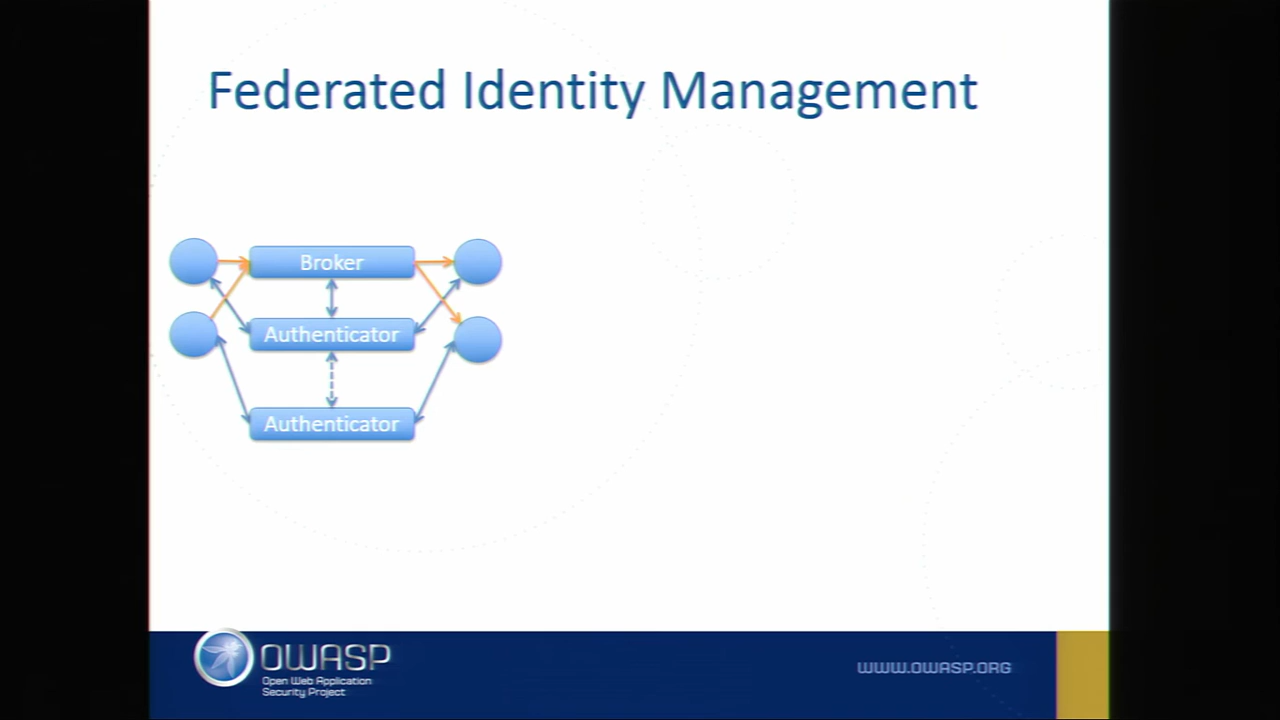 Federated Identity Management
Broker
Authenticator
Authenticator
OWASP
Open Web Application
Security Project
WWW.OWASP.ORG